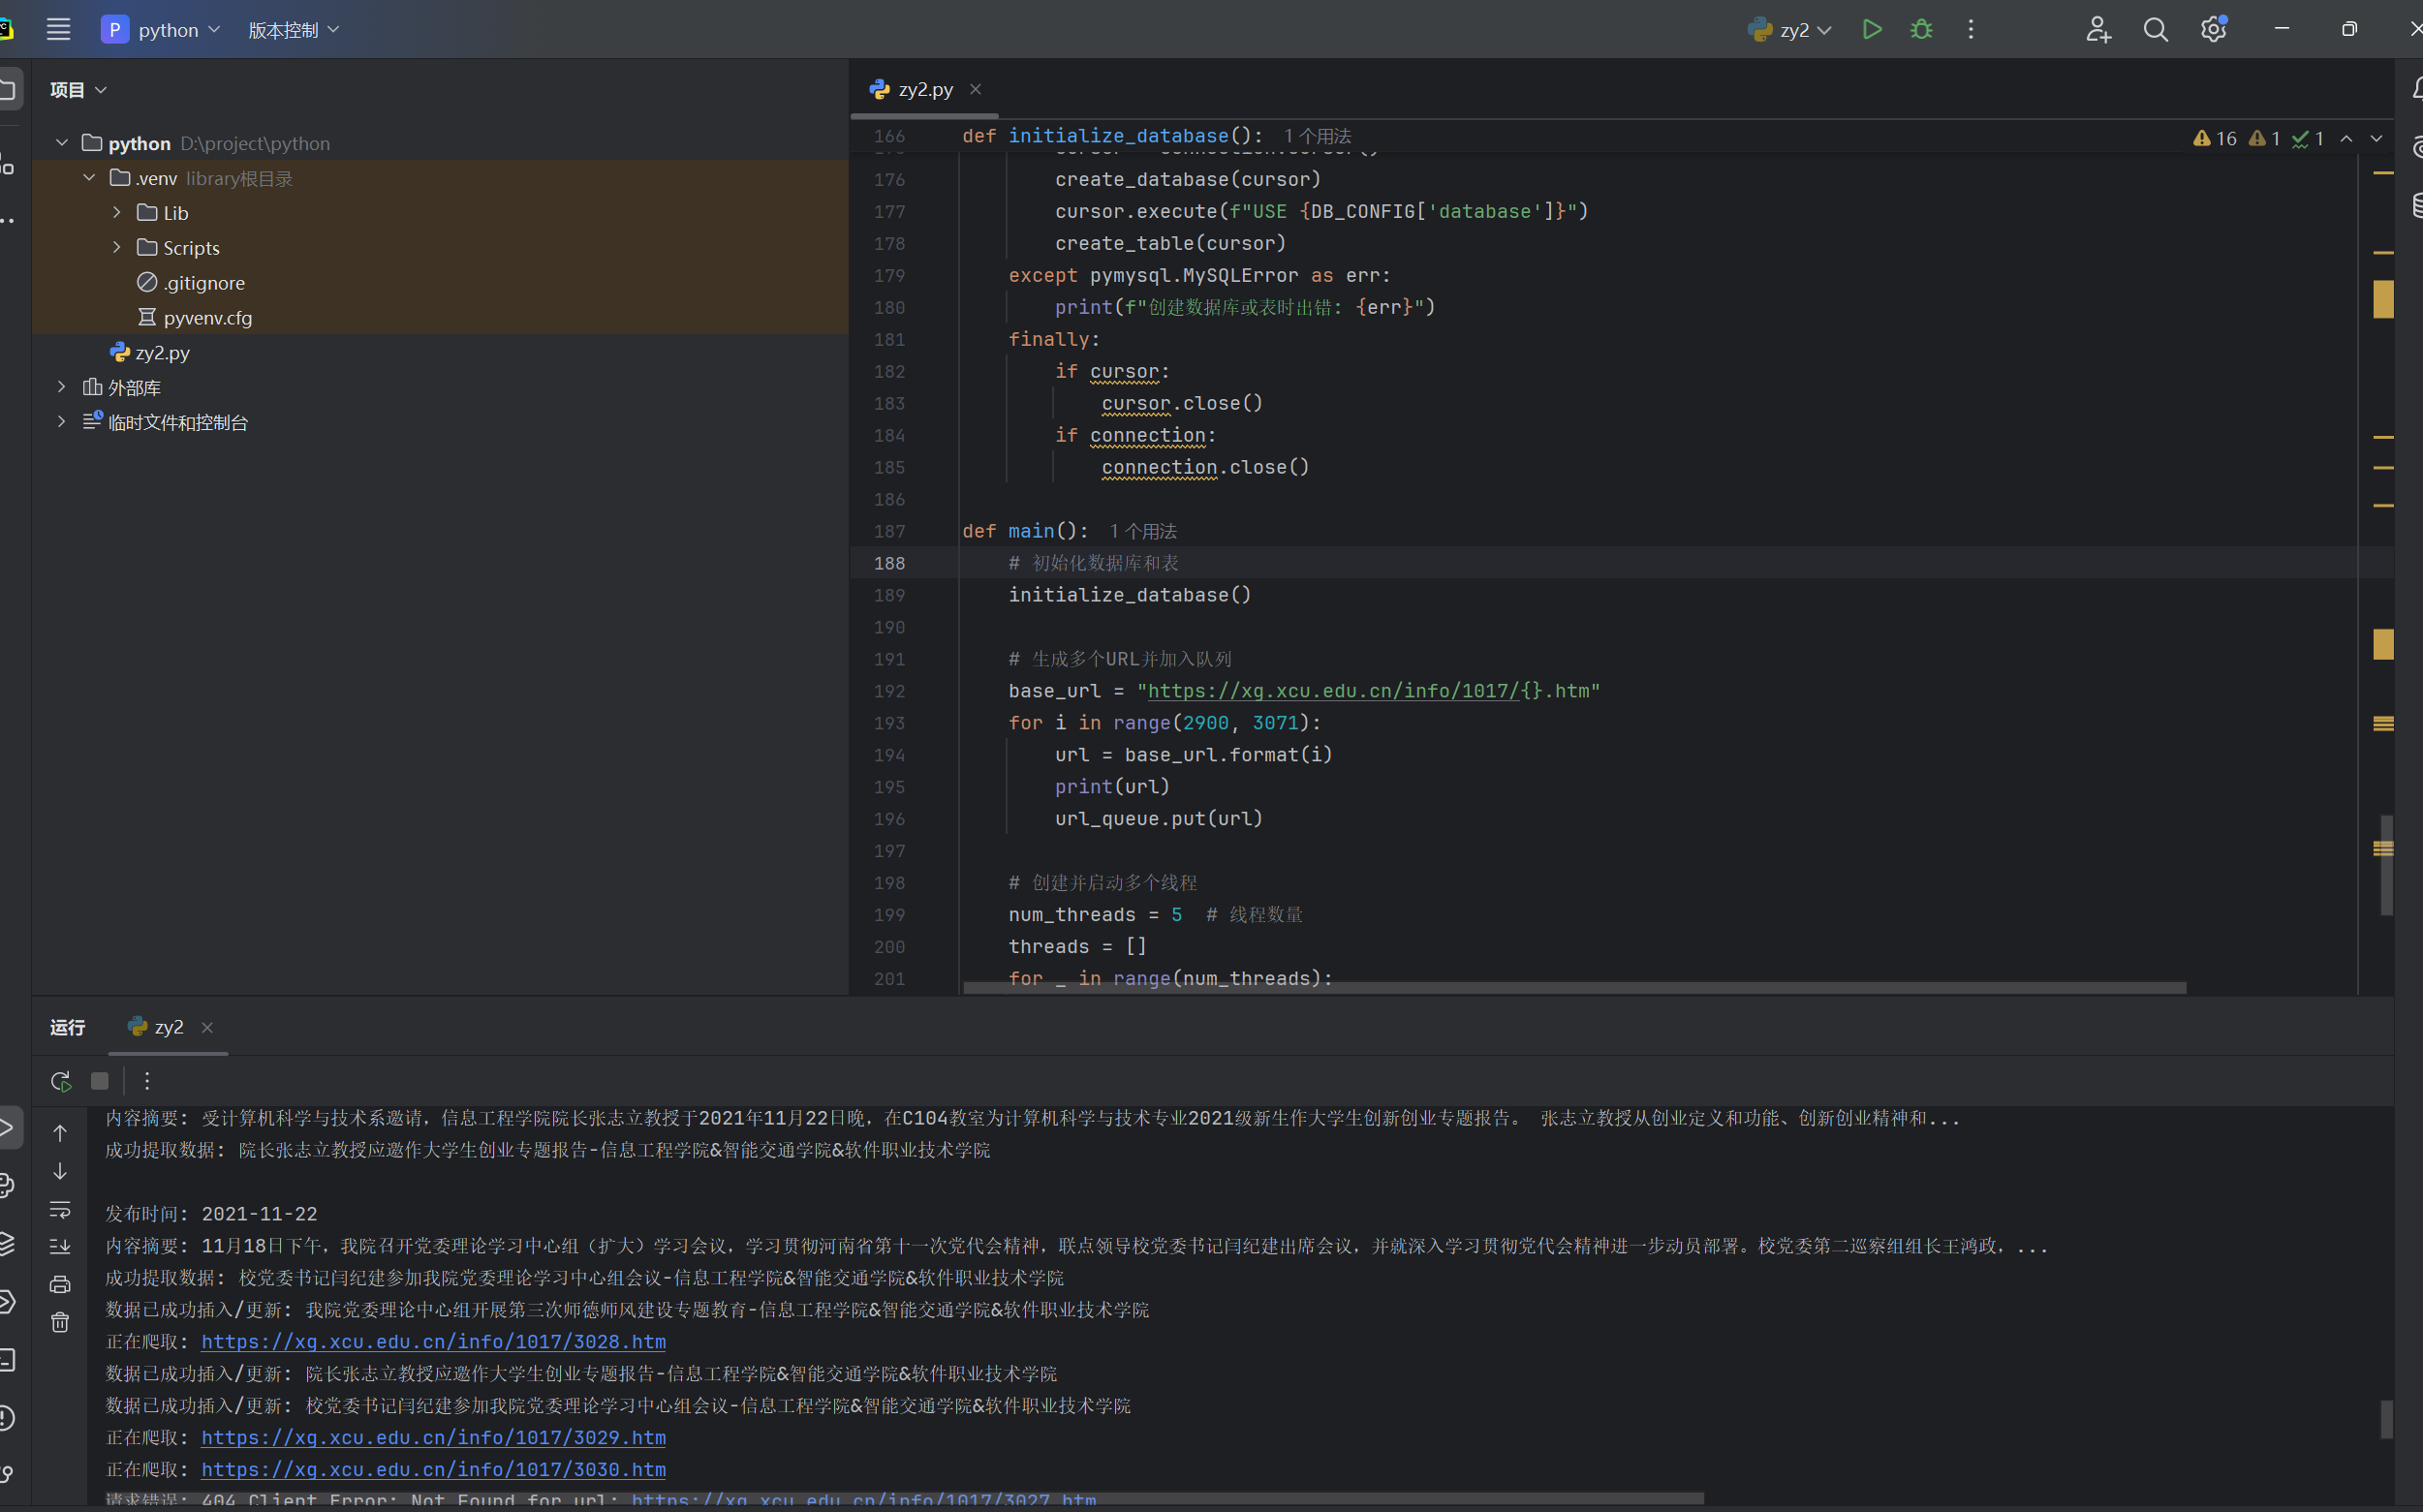 P python 版本控制 zy2
项目
python D:\project\python
.venv library根目录
Lib
Scripts
.gitignore
pyvenv.cfg
zy2.py
外部库
临时文件和控制台
zy2.py
166 def initialize_database(): 1个用法
16 1 1
176 create_database(cursor)
177 cursor.execute(f"USE {DB_CONFIG['database']}")
178 create_table(cursor)
179 except pymysql.MySQLError as err:
180 print(f"创建数据库或表时出错: {err}")
181 finally:
182 if cursor:
183 cursor.close()
184 if connection:
185 connection.close()
186
187 def main(): 1个用法
188 # 初始化数据库和表
189 initialize_database()
190
191 # 生成多个URL并加入队列
192 base_url = "https://xg.xcu.edu.cn/info/1017/{}.htm"
193 for i in range(2900, 3071):
194 url = base_url.format(i)
195 print(url)
196 url_queue.put(url)
197
198 # 创建并启动多个线程
199 num_threads = 5 # 线程数量
200 threads = []
201 for _ in range(num_threads):
运行 zy2
内容摘要: 受计算机科学与技术系邀请，信息工程学院院长张志立教授于2021年11月22日晚，在C104教室为计算机科学与技术专业2021级新生作大学生创新创业专题报告。 张志立教授从创业定义和功能、创新创业精神和...
成功提取数据: 院长张志立教授应邀作大学生创业专题报告-信息工程学院&智能交通学院&软件职业技术学院
发布时间: 2021-11-22
内容摘要: 11月18日下午，我院召开党委理论学习中心组（扩大）学习会议，学习贯彻河南省第十一次党代会精神，联点领导校党委书记闫纪建出席会议，并就深入学习贯彻党代会精神进一步动员部署。校党委第二巡察组组长王鸿政，...
成功提取数据: 校党委书记闫纪建参加我院党委理论学习中心组会议-信息工程学院&智能交通学院&软件职业技术学院
数据已成功插入/更新: 我院党委理论中心组开展第三次师德师风建设专题教育-信息工程学院&智能交通学院&软件职业技术学院
正在爬取: https://xg.xcu.edu.cn/info/1017/3028.htm
数据已成功插入/更新: 院长张志立教授应邀作大学生创业专题报告-信息工程学院&智能交通学院&软件职业技术学院
数据已成功插入/更新: 校党委书记闫纪建参加我院党委理论学习中心组会议-信息工程学院&智能交通学院&软件职业技术学院
正在爬取: https://xg.xcu.edu.cn/info/1017/3029.htm
正在爬取: https://xg.xcu.edu.cn/info/1017/3030.htm
请求错误: 404 Client Error: Not Found for url: https://xg.xcu.edu.cn/info/1017/3027.htm